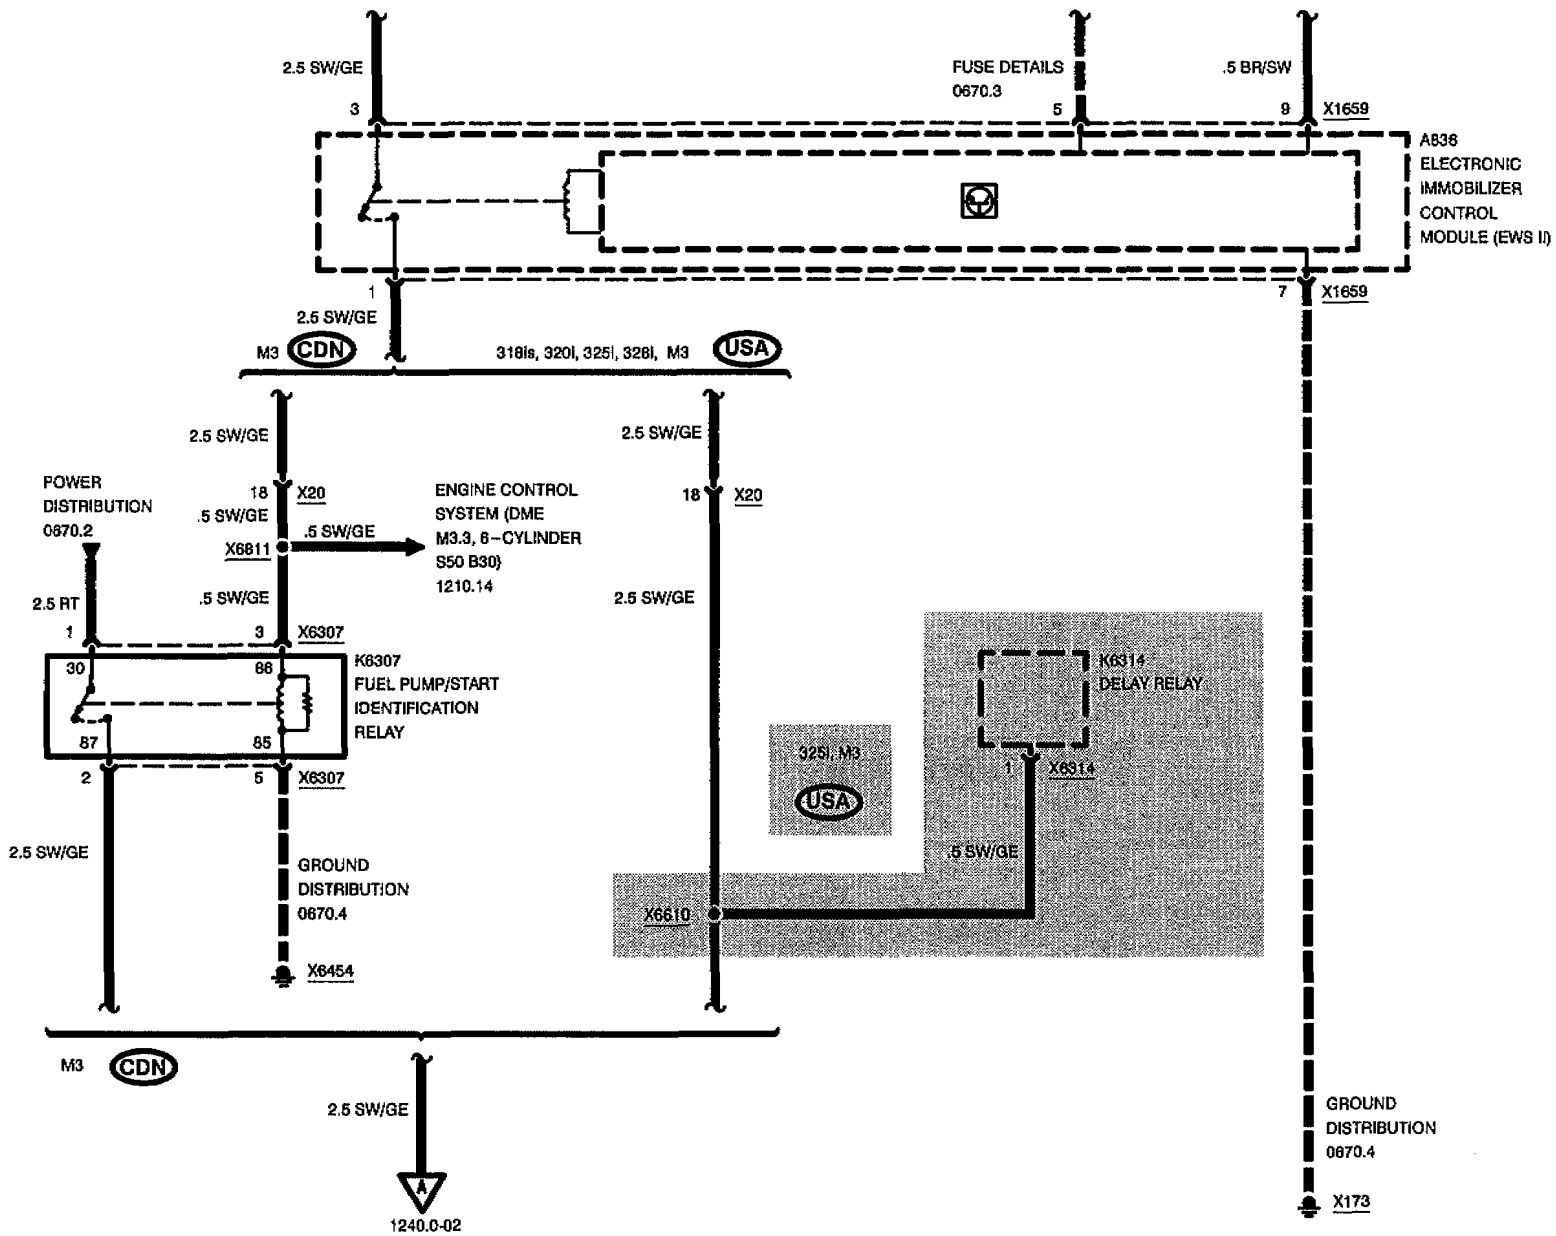 2.5 SW/GE
FUSE DETAILS
0670.3
.5 BR/SW
3
5
9
X1659
A836
ELECTRONIC
IMMOBILIZER
CONTROL
MODULE (EWS II)
1
7
X1659
2.5 SW/GE
M3
CDN
318is, 320i, 325i, 328i, M3
USA
2.5 SW/GE
2.5 SW/GE
POWER
DISTRIBUTION
0670.2
18
X20
.5 SW/GE
X6811
.5 SW/GE
ENGINE CONTROL
SYSTEM (DME
M3.3, 6-CYLINDER
S50 B30)
1210.14
18
X20
2.5 RT
.5 SW/GE
2.5 SW/GE
1
3
X6307
30
86
K6307
FUEL PUMP/START
IDENTIFICATION
RELAY
87
85
2
5
X6307
K6314
DELAY RELAY
325i, M3
USA
1
X6314
2.5 SW/GE
GROUND
DISTRIBUTION
0670.4
.5 SW/GE
X6810
X6454
M3
CDN
2.5 SW/GE
A
1240.0-02
GROUND
DISTRIBUTION
0670.4
X173